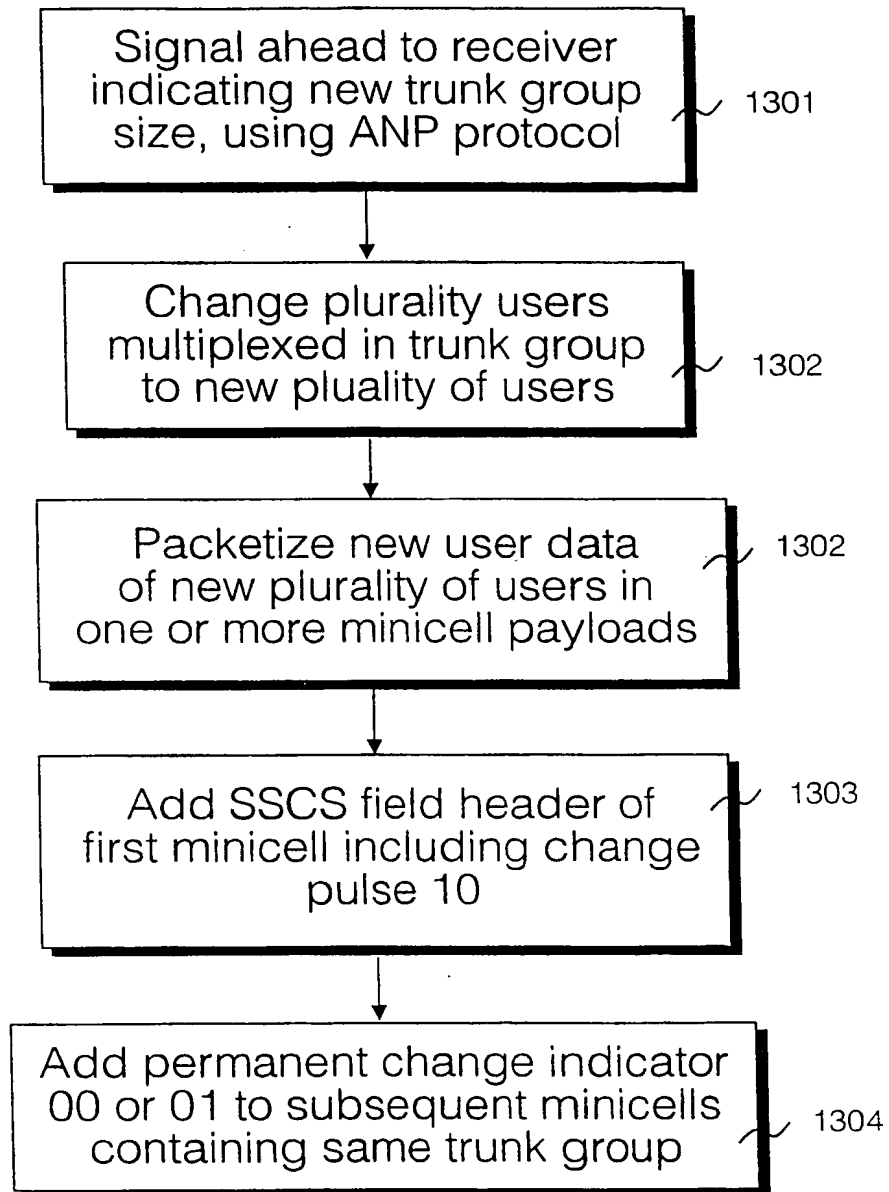 Signal ahead to receiver
indicating new trunk group
size, using ANP protocol
1301
Change plurality users
multiplexed in trunk group
to new pluality of users
1302
Packetize new user data
of new plurality of users in
one or more minicell payloads
1302
Add SSCS field header of
first minicell including change
pulse 10
1303
Add permanent change indicator
00 or 01 to subsequent minicells
containing same trunk group
1304